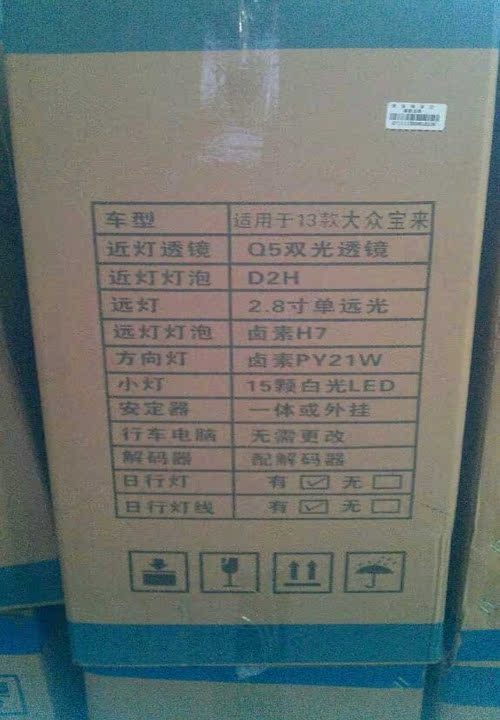 车型 适用于13款大众宝来
近灯透镜 Q5双光透镜
近灯灯泡 D2H
远灯 2.8寸单远光
远灯灯泡 卤素H7
方向灯 卤素PY21W
小灯 15颗白光LED
安定器 一体或外挂
行车电脑 无需更改
解码器 配解码器
日行灯 有 ☑ 无 ☐
日行灯线 有 ☑ 无 ☐